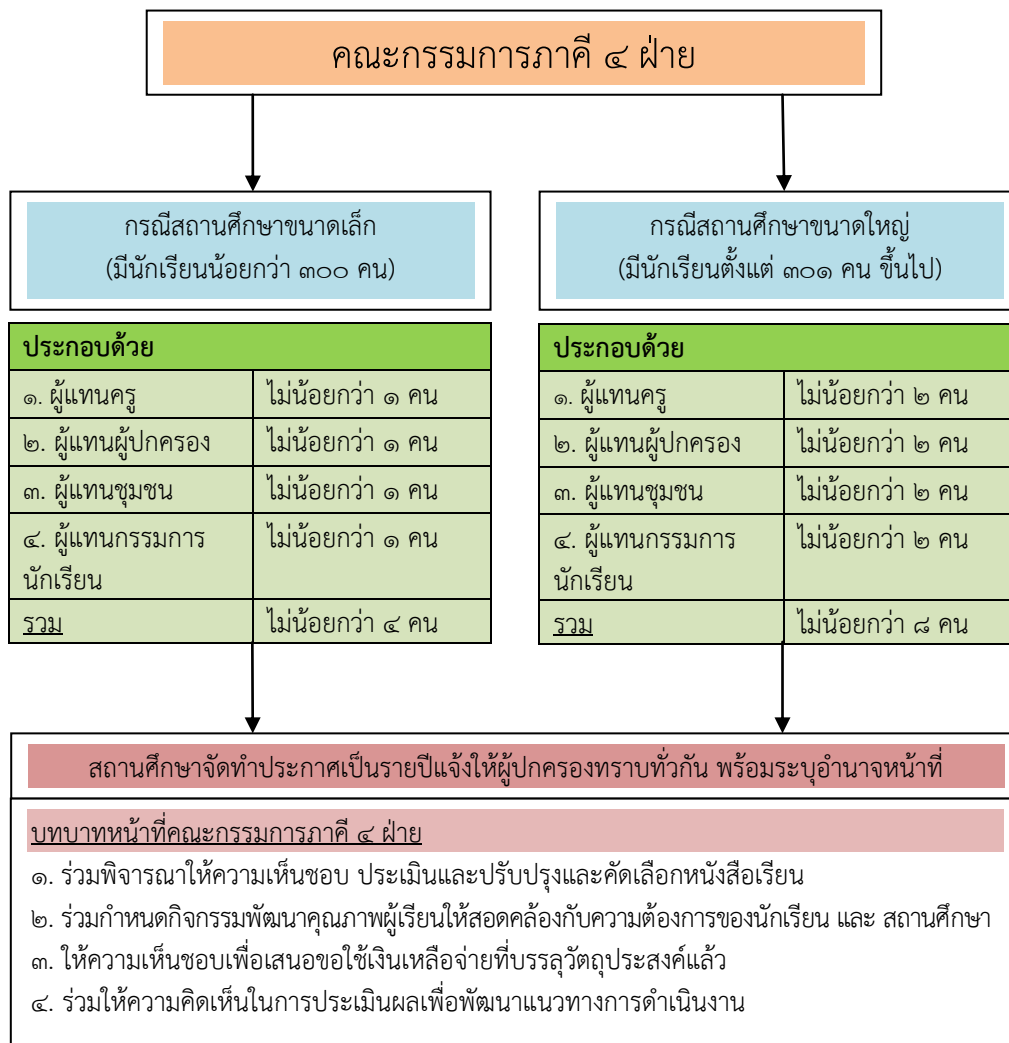 คณะกรรมการภาคี ๔ ฝ่าย
กรณีสถานศึกษาขนาดเล็ก
(มีนักเรียนน้อยกว่า ๓๐๐ คน)
กรณีสถานศึกษาขนาดใหญ่
(มีนักเรียนตั้งแต่ ๓๐๑ คน ขึ้นไป)
ประกอบด้วย
๑. ผู้แทนครู ไม่น้อยกว่า ๑ คน
๒. ผู้แทนผู้ปกครอง ไม่น้อยกว่า ๑ คน
๓. ผู้แทนชุมชน ไม่น้อยกว่า ๑ คน
๔. ผู้แทนกรรมการ ไม่น้อยกว่า ๑ คน
นักเรียน
รวม ไม่น้อยกว่า ๔ คน
ประกอบด้วย
๑. ผู้แทนครู ไม่น้อยกว่า ๒ คน
๒. ผู้แทนผู้ปกครอง ไม่น้อยกว่า ๒ คน
๓. ผู้แทนชุมชน ไม่น้อยกว่า ๒ คน
๔. ผู้แทนกรรมการ ไม่น้อยกว่า ๒ คน
นักเรียน
รวม ไม่น้อยกว่า ๘ คน
สถานศึกษาจัดทำประกาศเป็นรายปีแจ้งให้ผู้ปกครองทราบทั่วกัน พร้อมระบุอำนาจหน้าที่
บทบาทหน้าที่คณะกรรมการภาคี ๔ ฝ่าย
๑. ร่วมพิจารณาให้ความเห็นชอบ ประเมินและปรับปรุงและคัดเลือกหนังสือเรียน
๒. ร่วมกำหนดกิจกรรมพัฒนาคุณภาพผู้เรียนให้สอดคล้องกับความต้องการของนักเรียน และ สถานศึกษา
๓. ให้ความเห็นชอบเพื่อเสนอขอใช้เงินเหลือจ่ายที่บรรลุวัตถุประสงค์แล้ว
๔. ร่วมให้ความคิดเห็นในการประเมินผลเพื่อพัฒนาแนวทางการดำเนินงาน